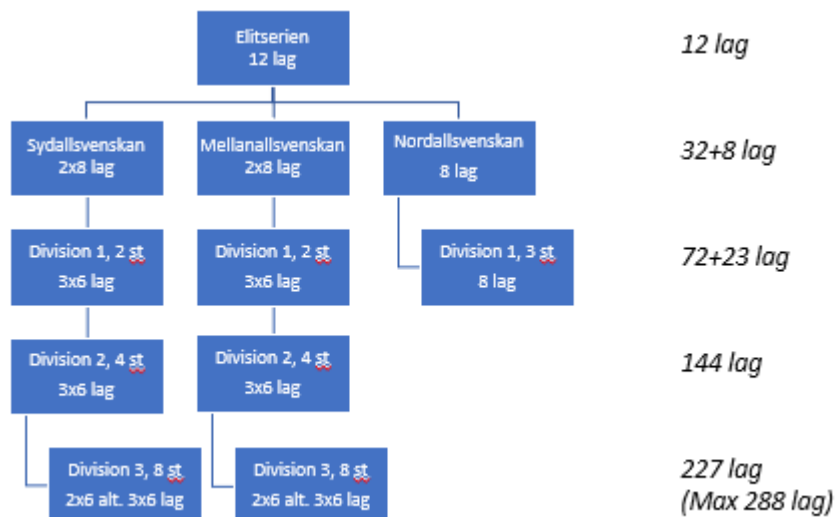 Elitserien
12 lag
12 lag
Sydallsvenskan
2x8 lag
Mellanallsvenskan
2x8 lag
Nordallsvenskan
8 lag
32+8 lag
Division 1, 2 st
3x6 lag
Division 1, 2 st
3x6 lag
Division 1, 3 st
8 lag
72+23 lag
Division 2, 4 st
3x6 lag
Division 2, 4 st
3x6 lag
144 lag
Division 3, 8 st
2x6 alt. 3x6 lag
Division 3, 8 st
2x6 alt. 3x6 lag
227 lag
(Max 288 lag)